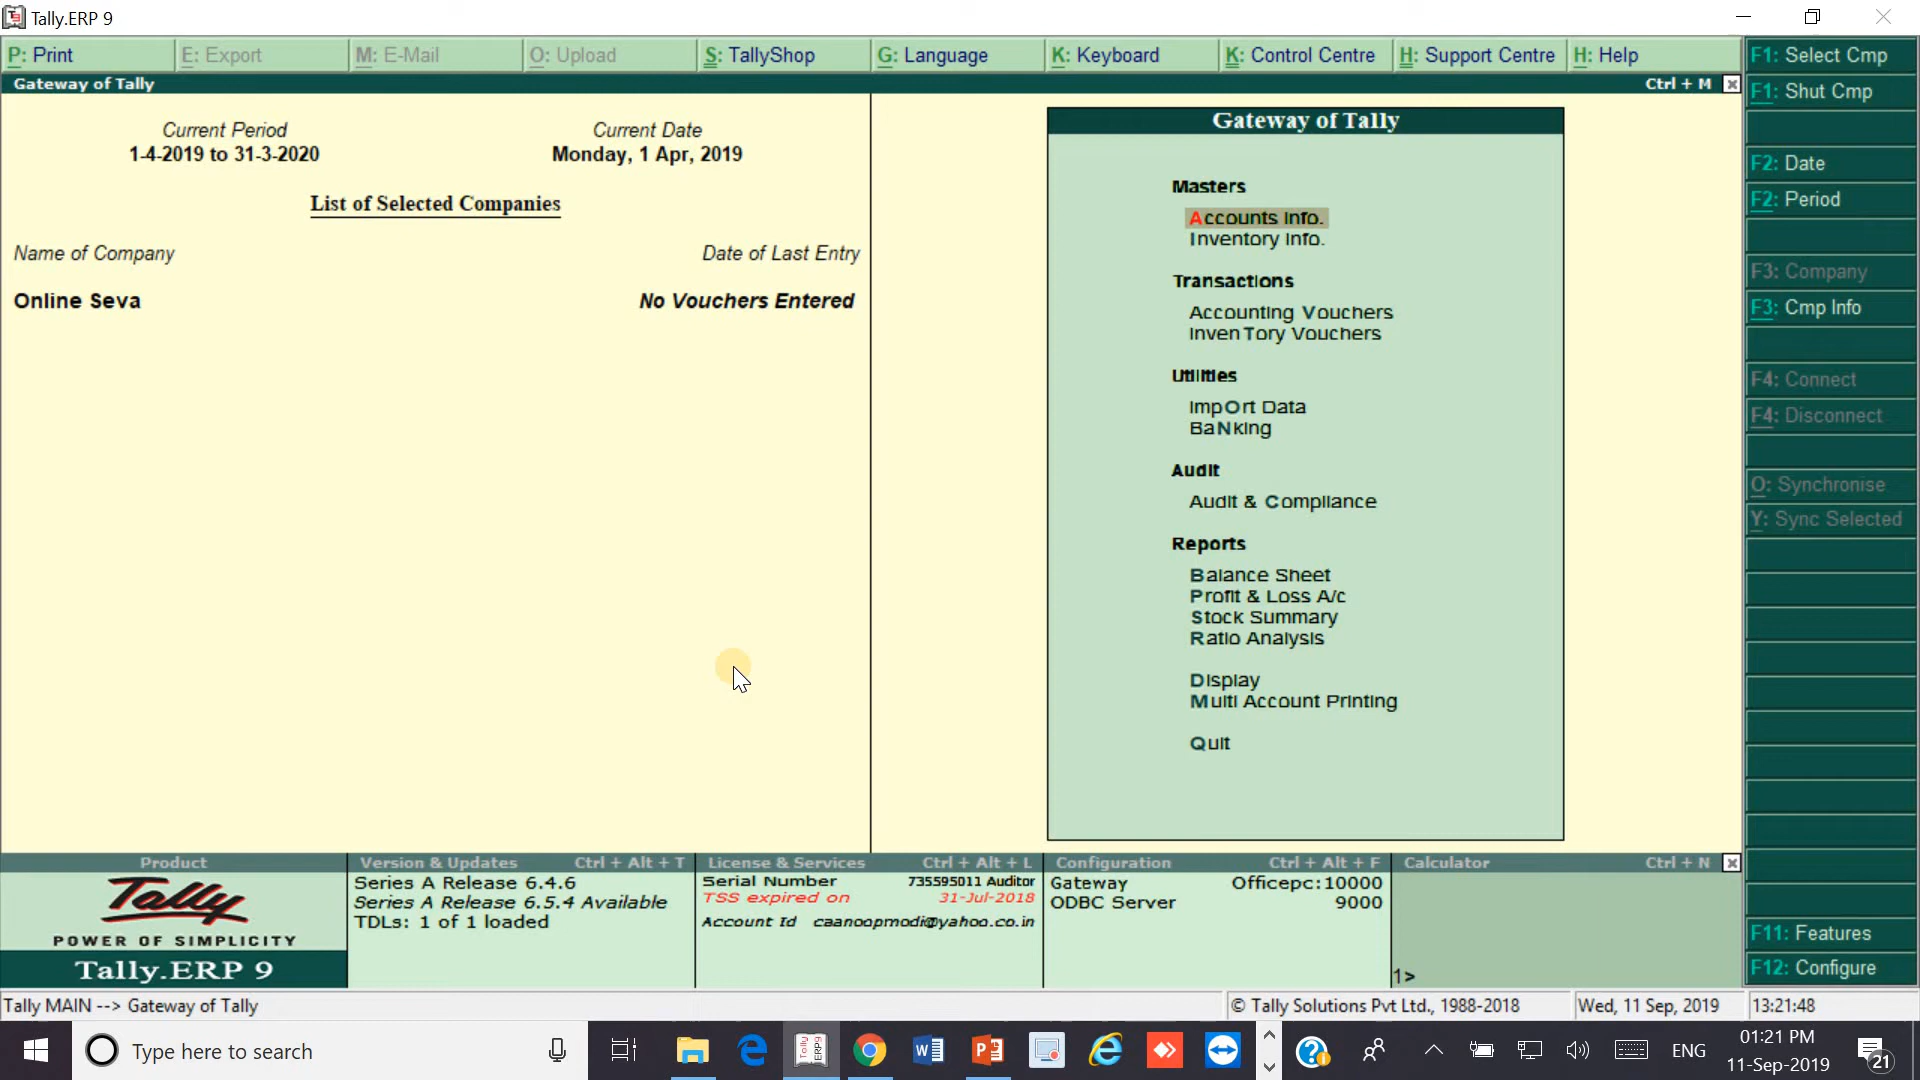 Tally.ERP 9
P: Print
E: Export
M: E-Mail
O: Upload
S: TallyShop
G: Language
K: Keyboard
K: Control Centre
H: Support Centre
H: Help
Gateway of Tally
Ctrl + M
Current Period
1-4-2019 to 31-3-2020
Current Date
Monday, 1 Apr, 2019
List of Selected Companies
Name of Company
Date of Last Entry
Online Seva
No Vouchers Entered
Gateway of Tally
Masters
Accounts Info.
Inventory Info.
Transactions
Accounting Vouchers
InvenTory Vouchers
Utilities
ImpOrt Data
BaNking
Audit
Audit & Compliance
Reports
Balance Sheet
Profit & Loss A/c
Stock Summary
Ratio Analysis
Display
Multi Account Printing
Quit
F1: Select Cmp
F1: Shut Cmp
F2: Date
F2: Period
F3: Company
F3: Cmp Info
F4: Connect
F4: Disconnect
O: Synchronise
Y: Sync Selected
F11: Features
F12: Configure
Product
Tally
POWER OF SIMPLICITY
Tally.ERP 9
Version & Updates Ctrl + Alt + T
Series A Release 6.4.6
Series A Release 6.5.4 Available
TDLs: 1 of 1 loaded
License & Services Ctrl + Alt + L
Serial Number 735595011 Auditor
TSS expired on 31-Jul-2018
Account Id caanoopmodi@yahoo.co.in
Configuration Ctrl + Alt + F
Gateway Officepc:10000
ODBC Server 9000
Calculator Ctrl + N
1>
Tally MAIN --> Gateway of Tally
© Tally Solutions Pvt Ltd., 1988-2018
Wed, 11 Sep, 2019
13:21:48
Type here to search
ENG
01:21 PM
11-Sep-2019
21